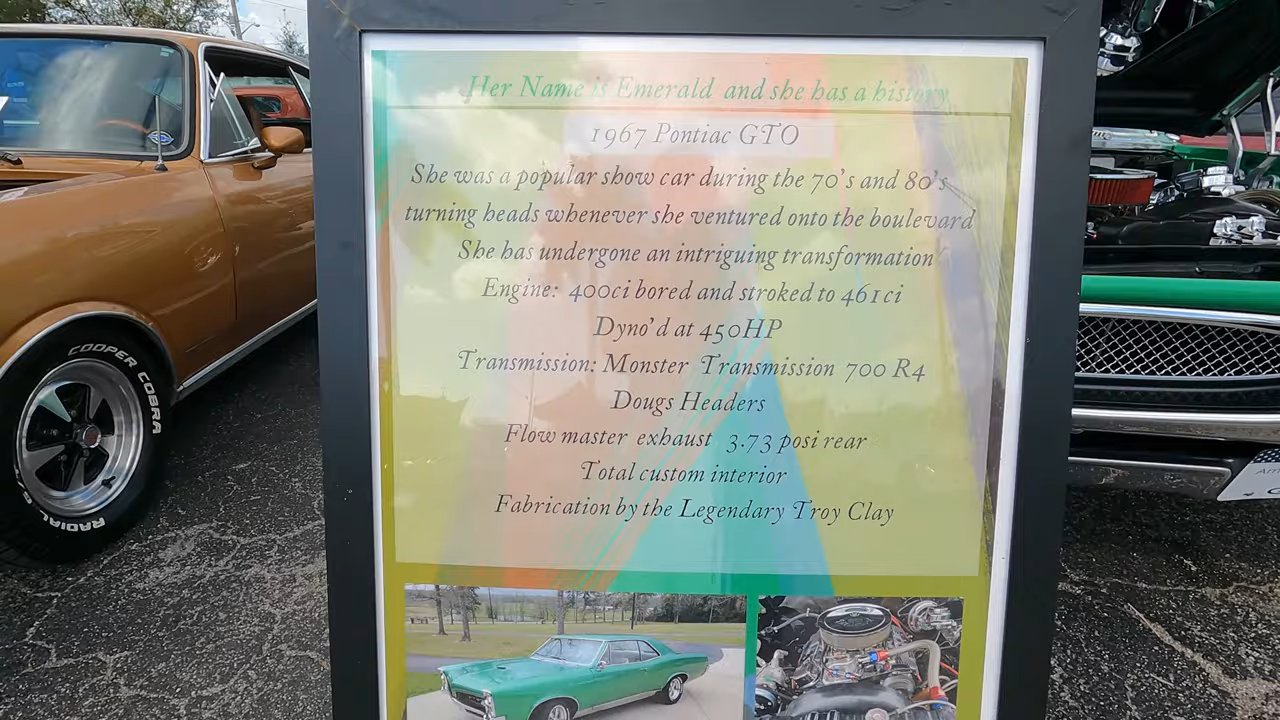 Her Name is Emerald and she has a history
1967 Pontiac GTO
She was a popular show car during the 70's and 80's
turning heads whenever she ventured onto the boulevard
She has undergone an intriguing transformation
Engine: 400ci bored and stroked to 461ci
Dyno'd at 450HP
Transmission: Monster Transmission 700 R4
Dougs Headers
Flow master exhaust 3.73 posi rear
Total custom interior
Fabrication by the Legendary Troy Clay
COOPER COBRA
RADIAL G/T